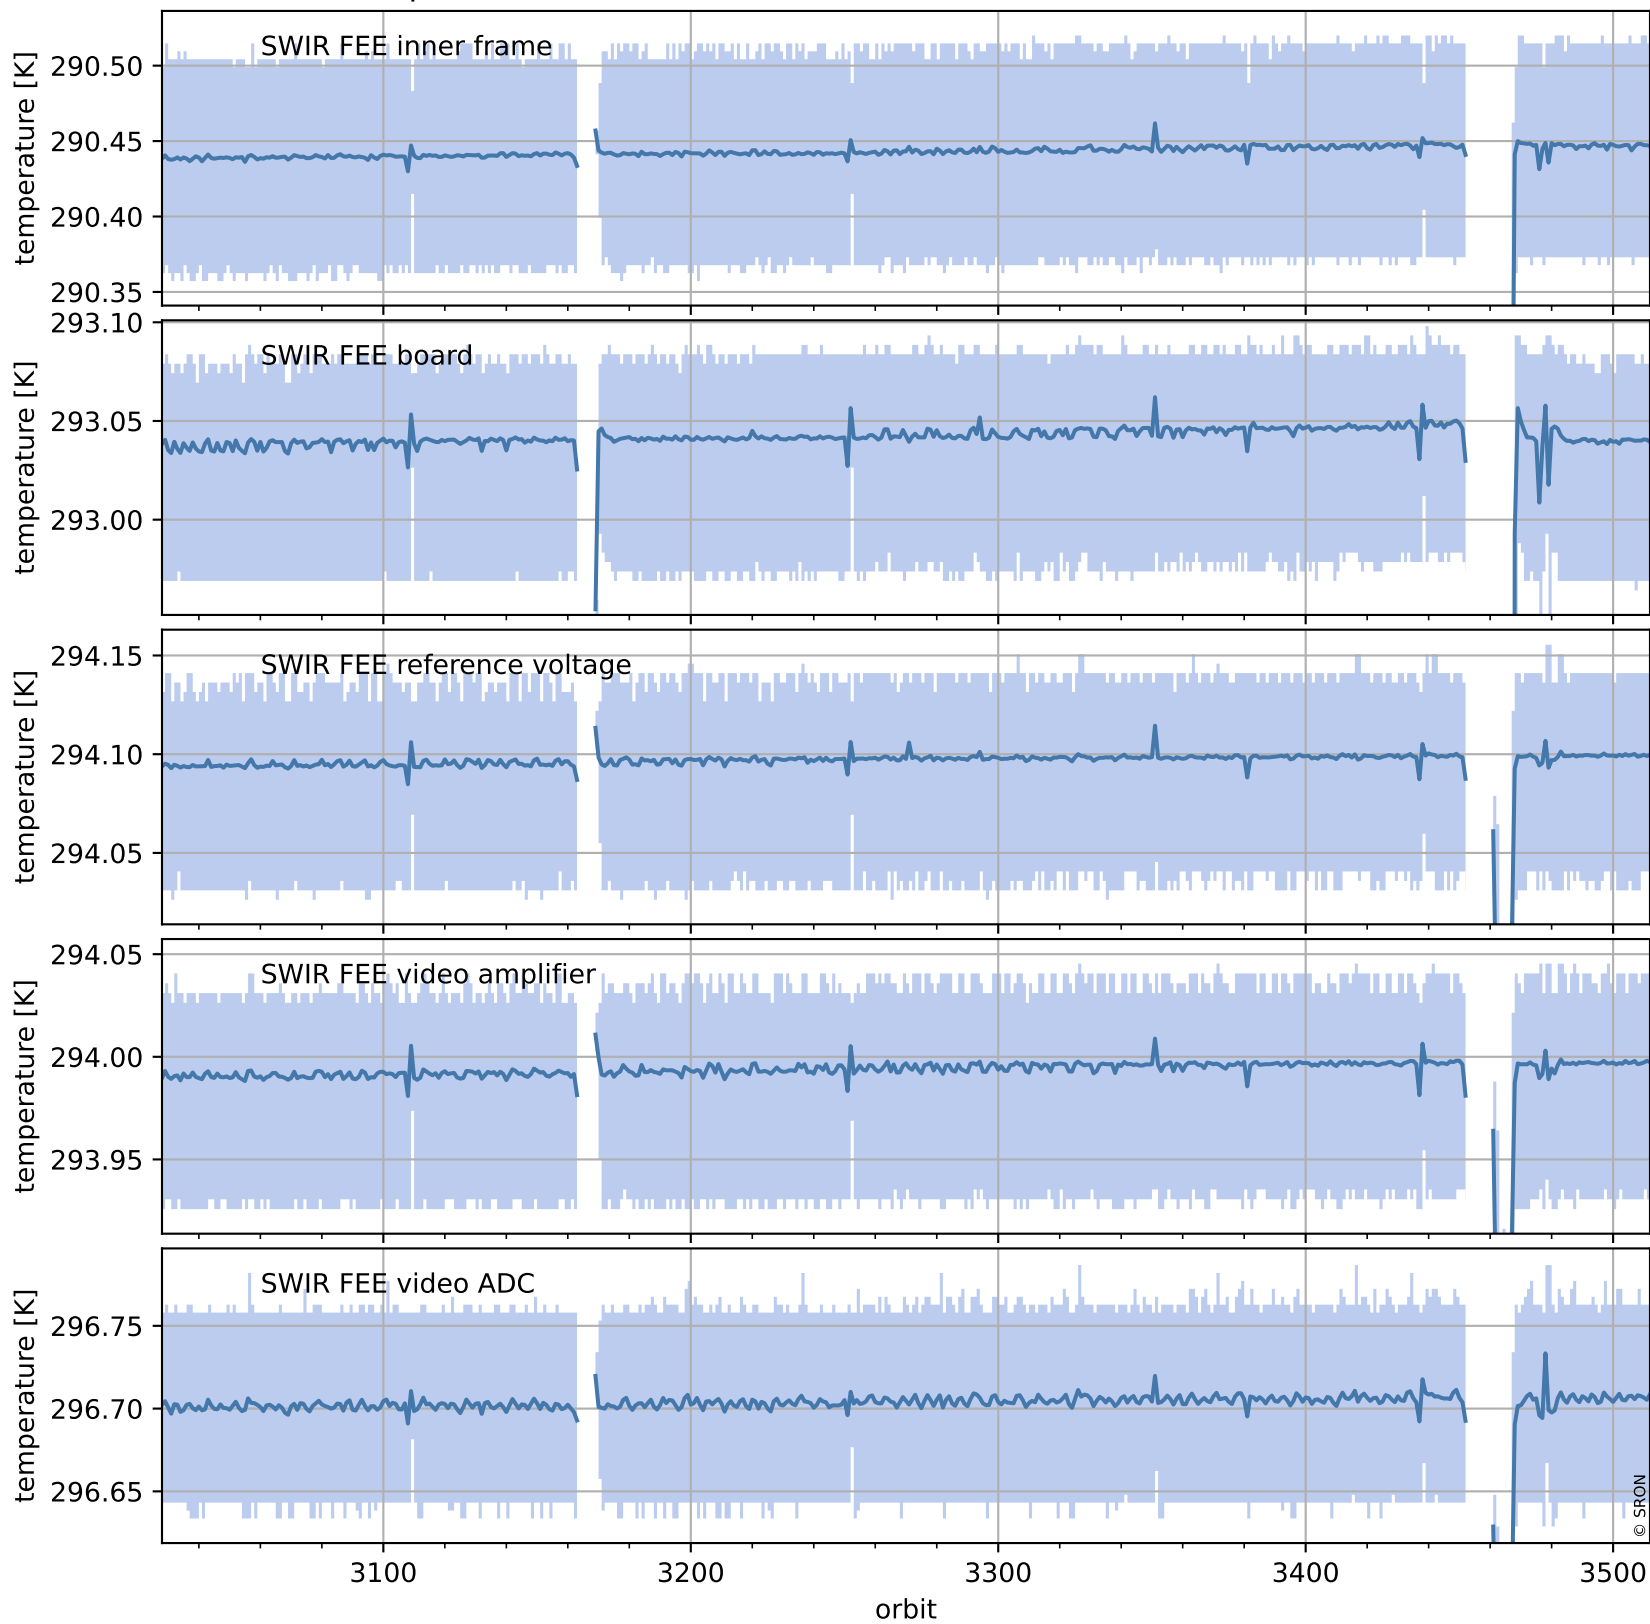 SWIR FEE inner frame
temperature [K]
290.50
290.45
290.40
290.35
SWIR FEE board
temperature [K]
293.10
293.05
293.00
SWIR FEE reference voltage
temperature [K]
294.15
294.10
294.05
SWIR FEE video amplifier
temperature [K]
294.05
294.00
293.95
SWIR FEE video ADC
temperature [K]
296.75
296.70
296.65
© SRON
3100 3200 3300 3400 3500
orbit